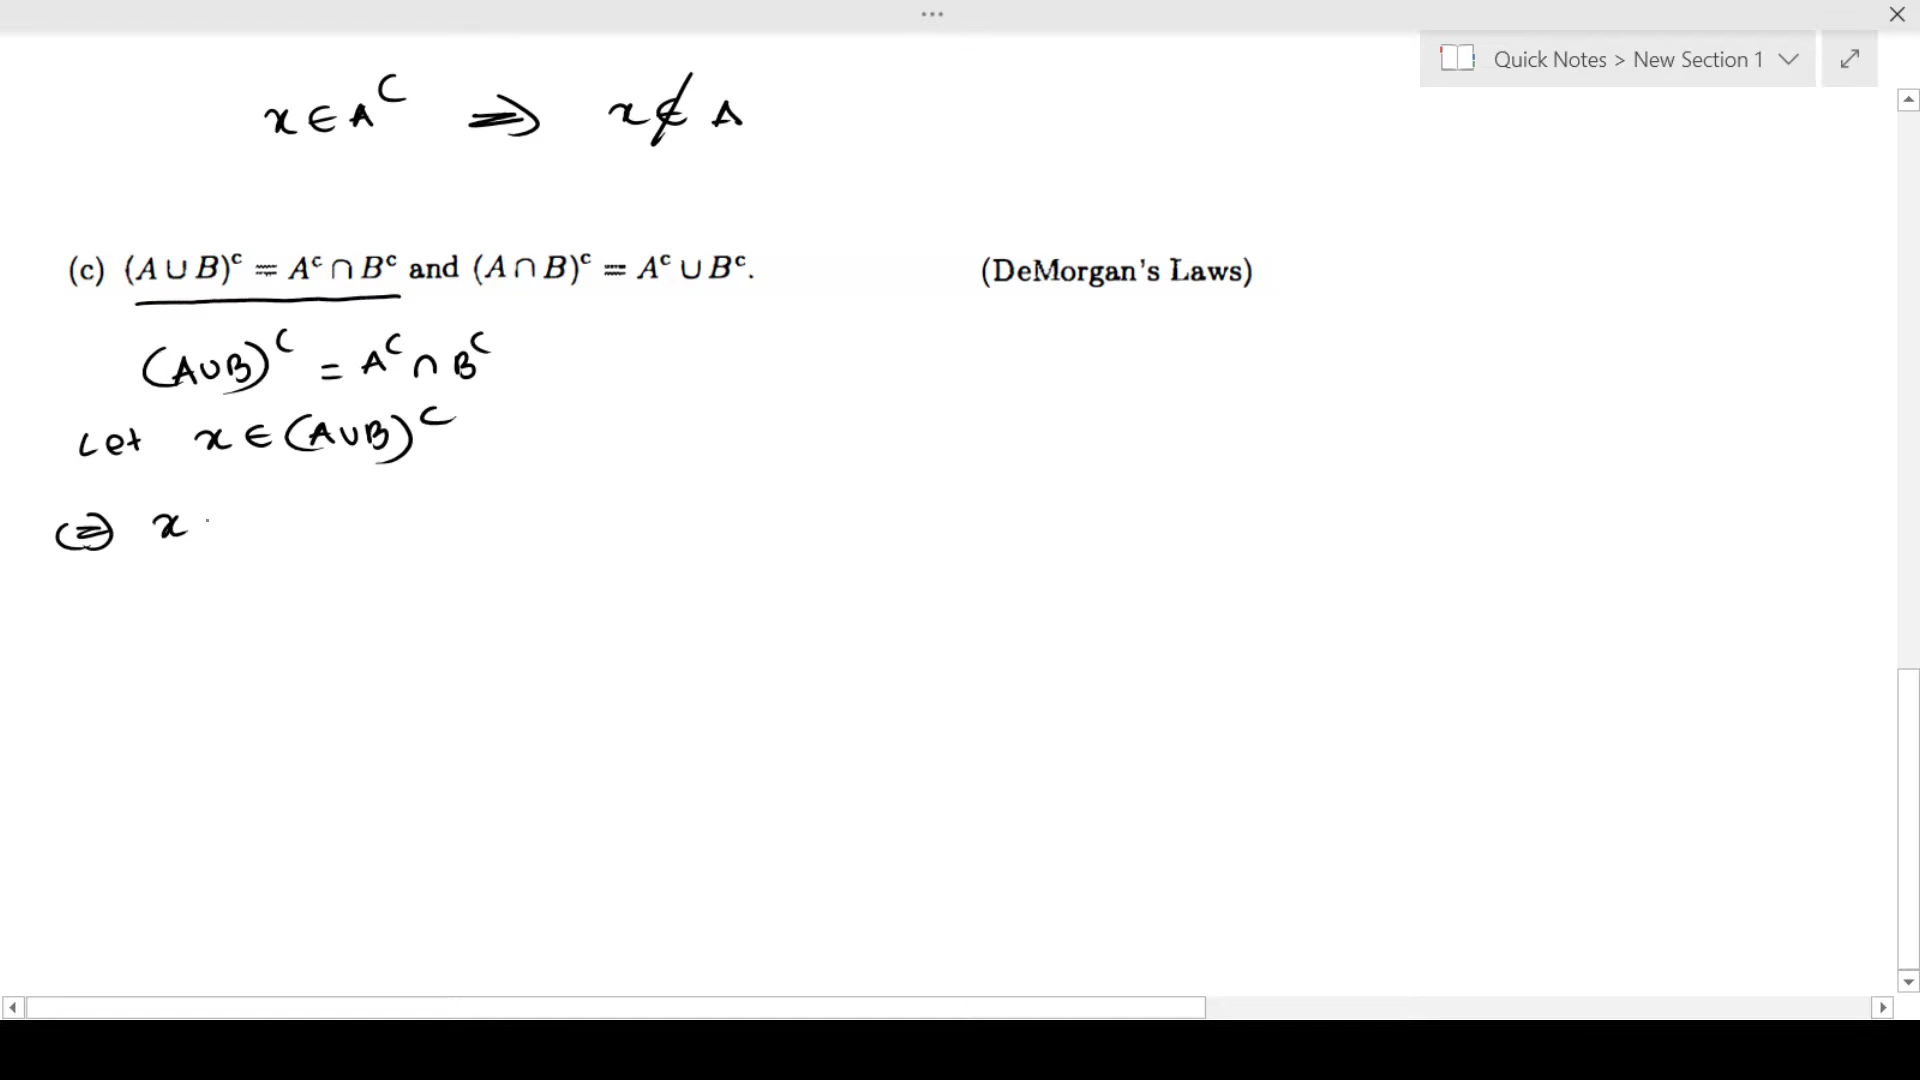 ...
Quick Notes > New Section 1
x ∈ A^C ⇒ x ∉ A
(c) (A ∪ B)^c = A^c ∩ B^c and (A ∩ B)^c = A^c ∪ B^c. (DeMorgan's Laws)
(A∪B)^C = A^C ∩ B^C
Let x ∈ (A∪B)^C
⇔ x